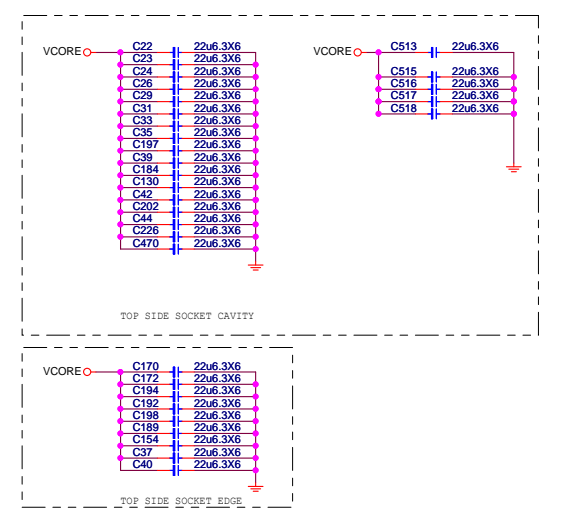 VCORE C22 22u6.3X6
C23 22u6.3X6
C24 22u6.3X6
C26 22u6.3X6
C29 22u6.3X6
C31 22u6.3X6
C33 22u6.3X6
C35 22u6.3X6
C197 22u6.3X6
C39 22u6.3X6
C184 22u6.3X6
C130 22u6.3X6
C42 22u6.3X6
C202 22u6.3X6
C44 22u6.3X6
C226 22u6.3X6
C470 22u6.3X6
VCORE C513 22u6.3X6
C515 22u6.3X6
C516 22u6.3X6
C517 22u6.3X6
C518 22u6.3X6
TOP SIDE SOCKET CAVITY
VCORE C170 22u6.3X6
C172 22u6.3X6
C194 22u6.3X6
C192 22u6.3X6
C198 22u6.3X6
C189 22u6.3X6
C154 22u6.3X6
C37 22u6.3X6
C40 22u6.3X6
TOP SIDE SOCKET EDGE